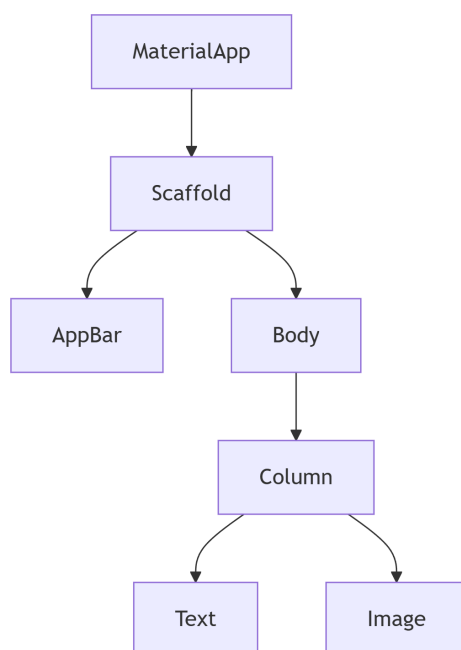 MaterialApp
Scaffold
AppBar
Body
Column
Text
Image